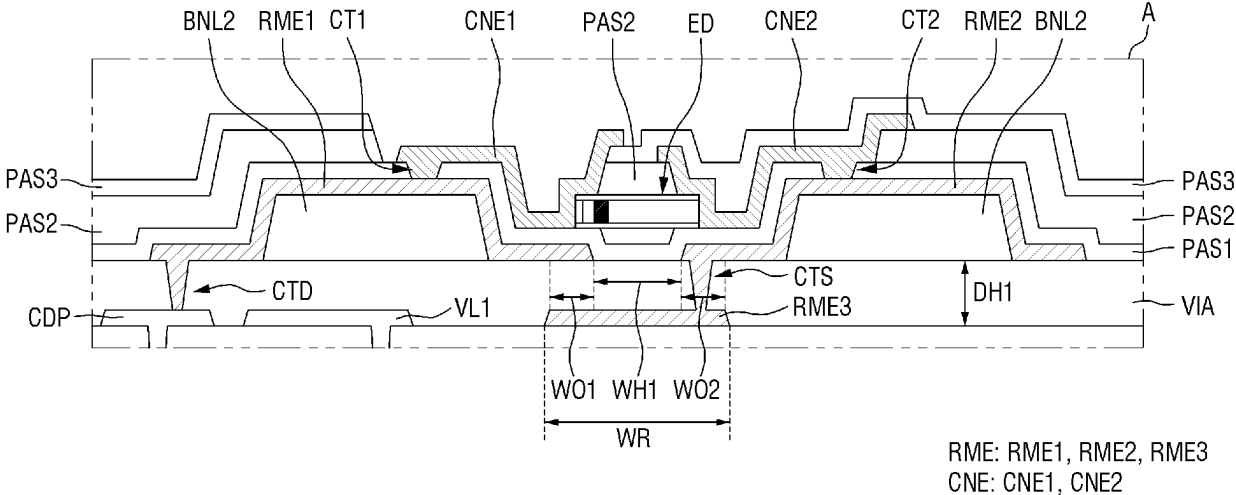 BNL2 RME1 CT1 CNE1 PAS2 ED CNE2 CT2 RME2 BNL2 A
PAS3 PAS3
PAS2 PAS2
PAS1
CTD CTS DH1
CDP VL1 RME3 VIA
WO1 WH1 WO2
WR
RME: RME1, RME2, RME3
CNE: CNE1, CNE2